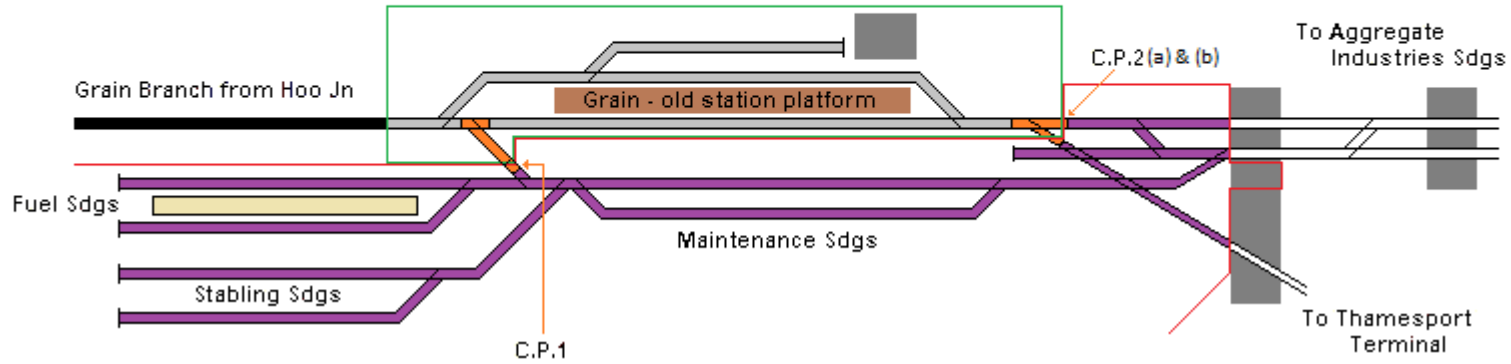 To Aggregate
Industries Sdgs
C.P.2(a) & (b)
Grain Branch from Hoo Jn
Grain - old station platform
Fuel Sdgs
Maintenance Sdgs
Stabling Sdgs
To Thamesport
Terminal
C.P.1